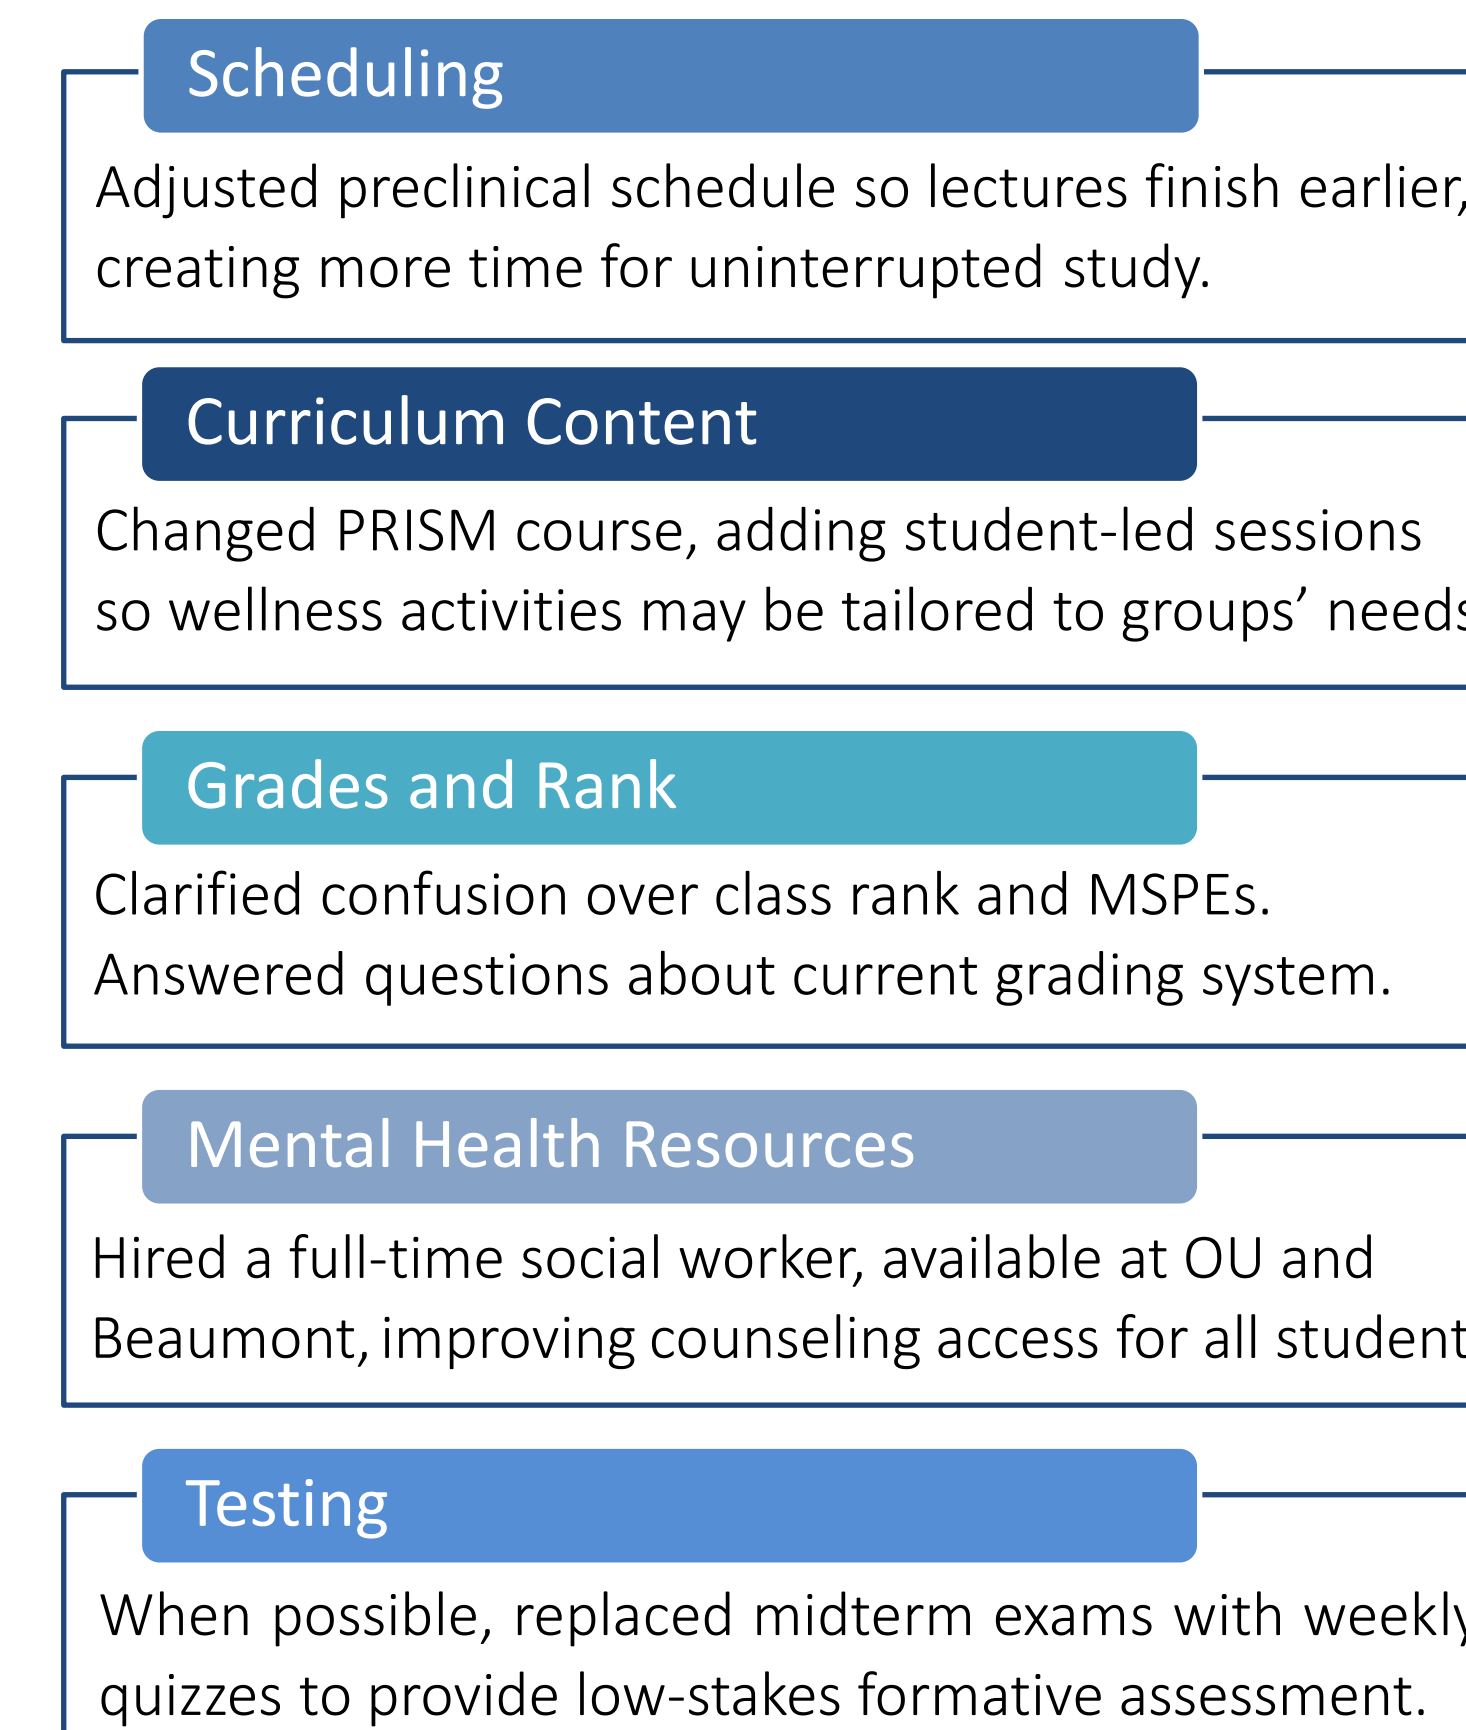 Scheduling
Adjusted preclinical schedule so lectures finish earlier,
creating more time for uninterrupted study.
Curriculum Content
Changed PRISM course, adding student-led sessions
so wellness activities may be tailored to groups’ needs
Grades and Rank
Clarified confusion over class rank and MSPEs.
Answered questions about current grading system.
Mental Health Resources
Hired a full-time social worker, available at OU and
Beaumont, improving counseling access for all student
Testing
When possible, replaced midterm exams with weekly
quizzes to provide low-stakes formative assessment.